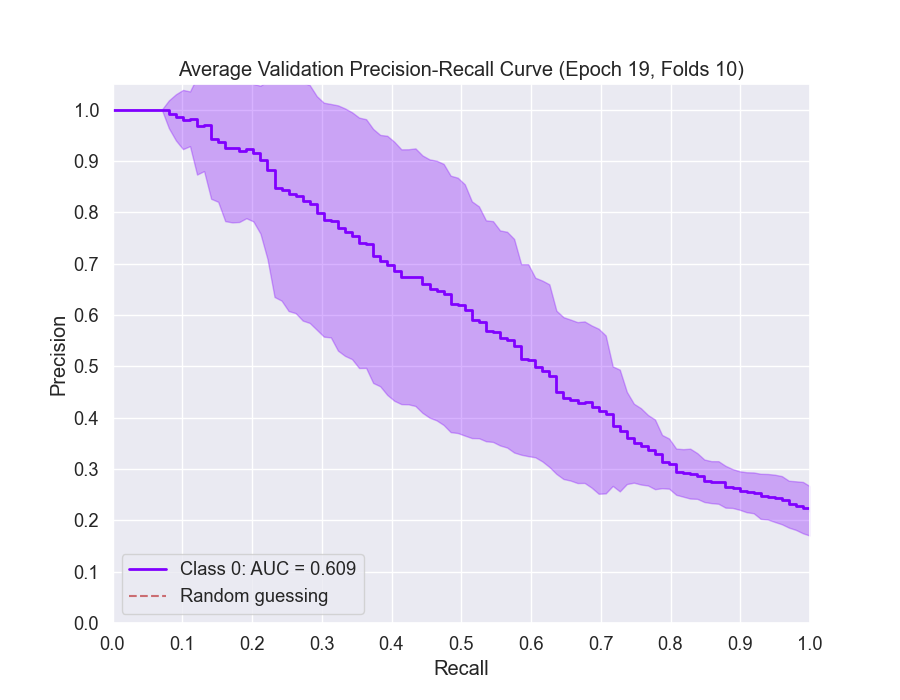 Average Validation Precision-Recall Curve (Epoch 19, Folds 10)
Precision
1.0
0.9
0.8
0.7
0.6
0.5
0.4
0.3
0.2
0.1
0.0
Class 0: AUC = 0.609
Random guessing
0.0 0.1 0.2 0.3 0.4 0.5 0.6 0.7 0.8 0.9 1.0
Recall